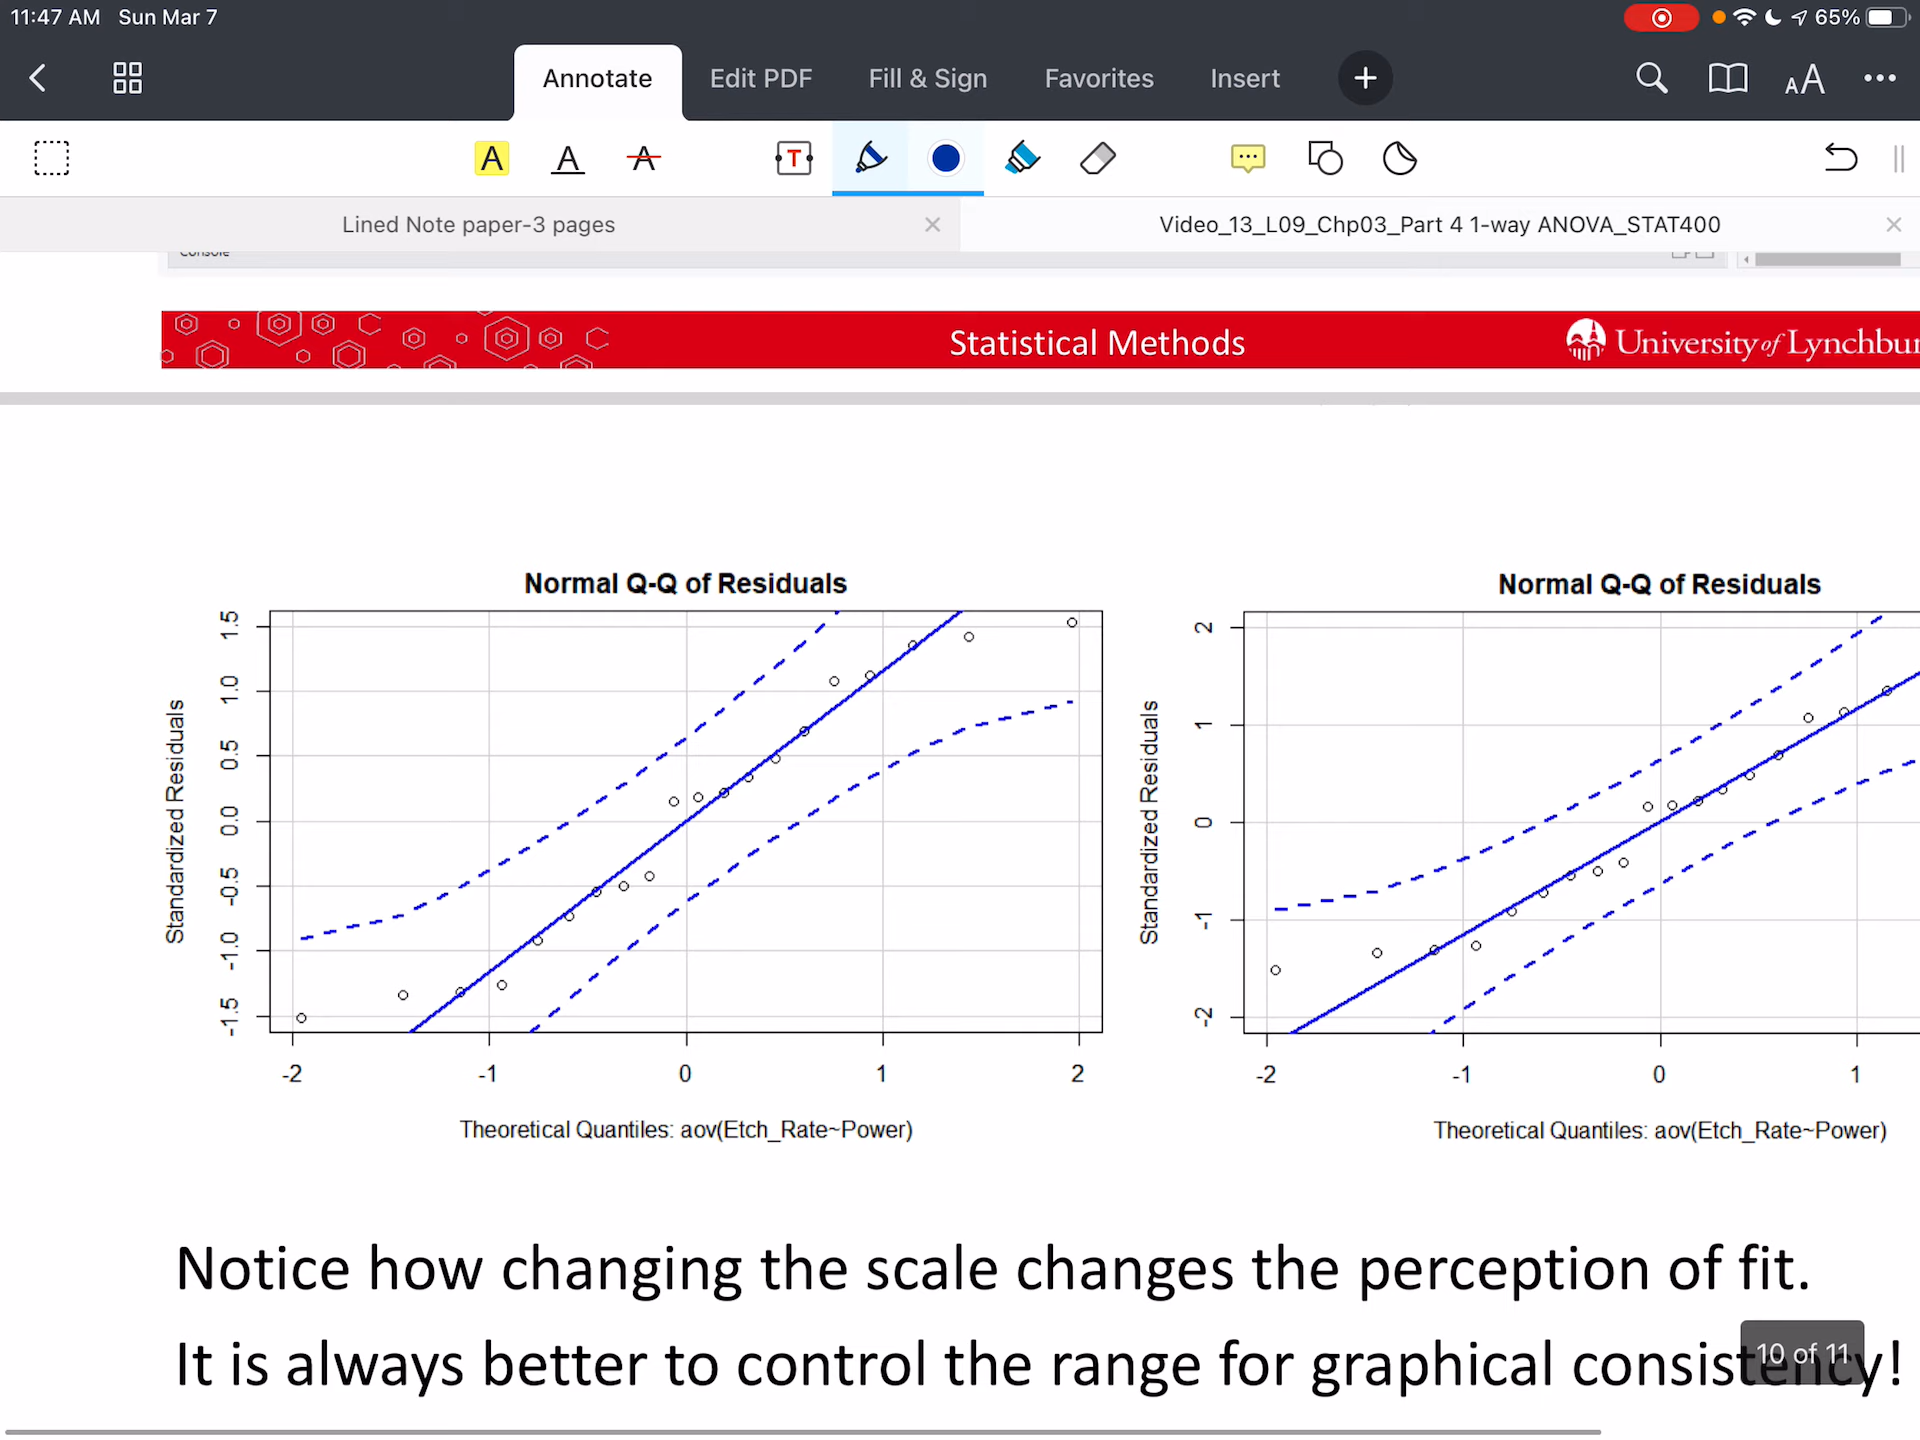 11:47 AM Sun Mar 7
65%
Annotate
Edit PDF
Fill & Sign
Favorites
Insert
AA
A A A
T
Lined Note paper-3 pages
Video_13_L09_Chp03_Part 4 1-way ANOVA_STAT400
Console
Statistical Methods
University of Lynchbur
Normal Q-Q of Residuals
Standardized Residuals
1.5
1.0
0.5
0.0
-0.5
-1.0
-1.5
-2 -1 0 1 2
Theoretical Quantiles: aov(Etch_Rate~Power)
Normal Q-Q of Residuals
Standardized Residuals
2
1
0
-1
-2
-2 -1 0 1
Theoretical Quantiles: aov(Etch_Rate~Power)
Notice how changing the scale changes the perception of fit.
It is always better to control the range for graphical consistency!
10 of 11